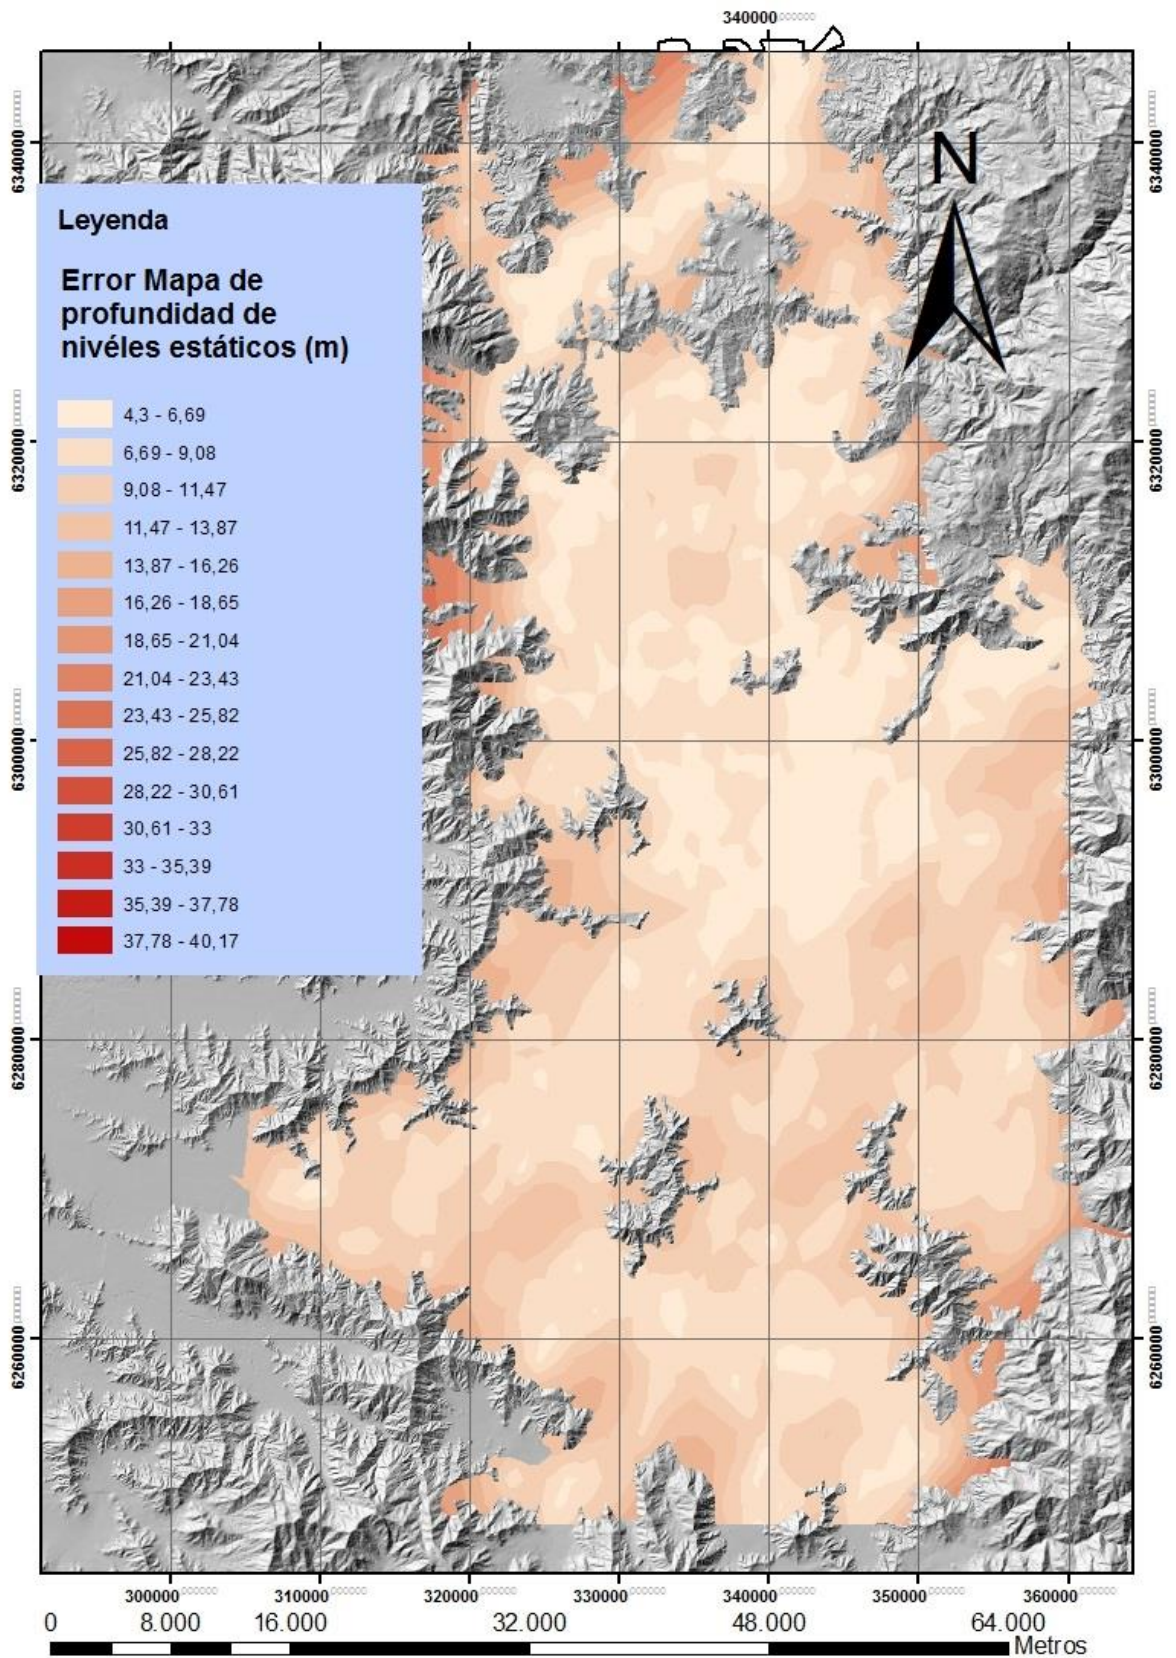 340000
6340000
6340000
N
Leyenda
Error Mapa de
profundidad de
nivéles estáticos (m)
4,3 - 6,69
6,69 - 9,08
9,08 - 11,47
11,47 - 13,87
13,87 - 16,26
16,26 - 18,65
18,65 - 21,04
21,04 - 23,43
23,43 - 25,82
25,82 - 28,22
28,22 - 30,61
30,61 - 33
33 - 35,39
35,39 - 37,78
37,78 - 40,17
6320000
6320000
6300000
6300000
6280000
6280000
6260000
6260000
300000 310000 320000 330000 340000 350000 360000
0 8.000 16.000 32.000 48.000 64.000
Metros